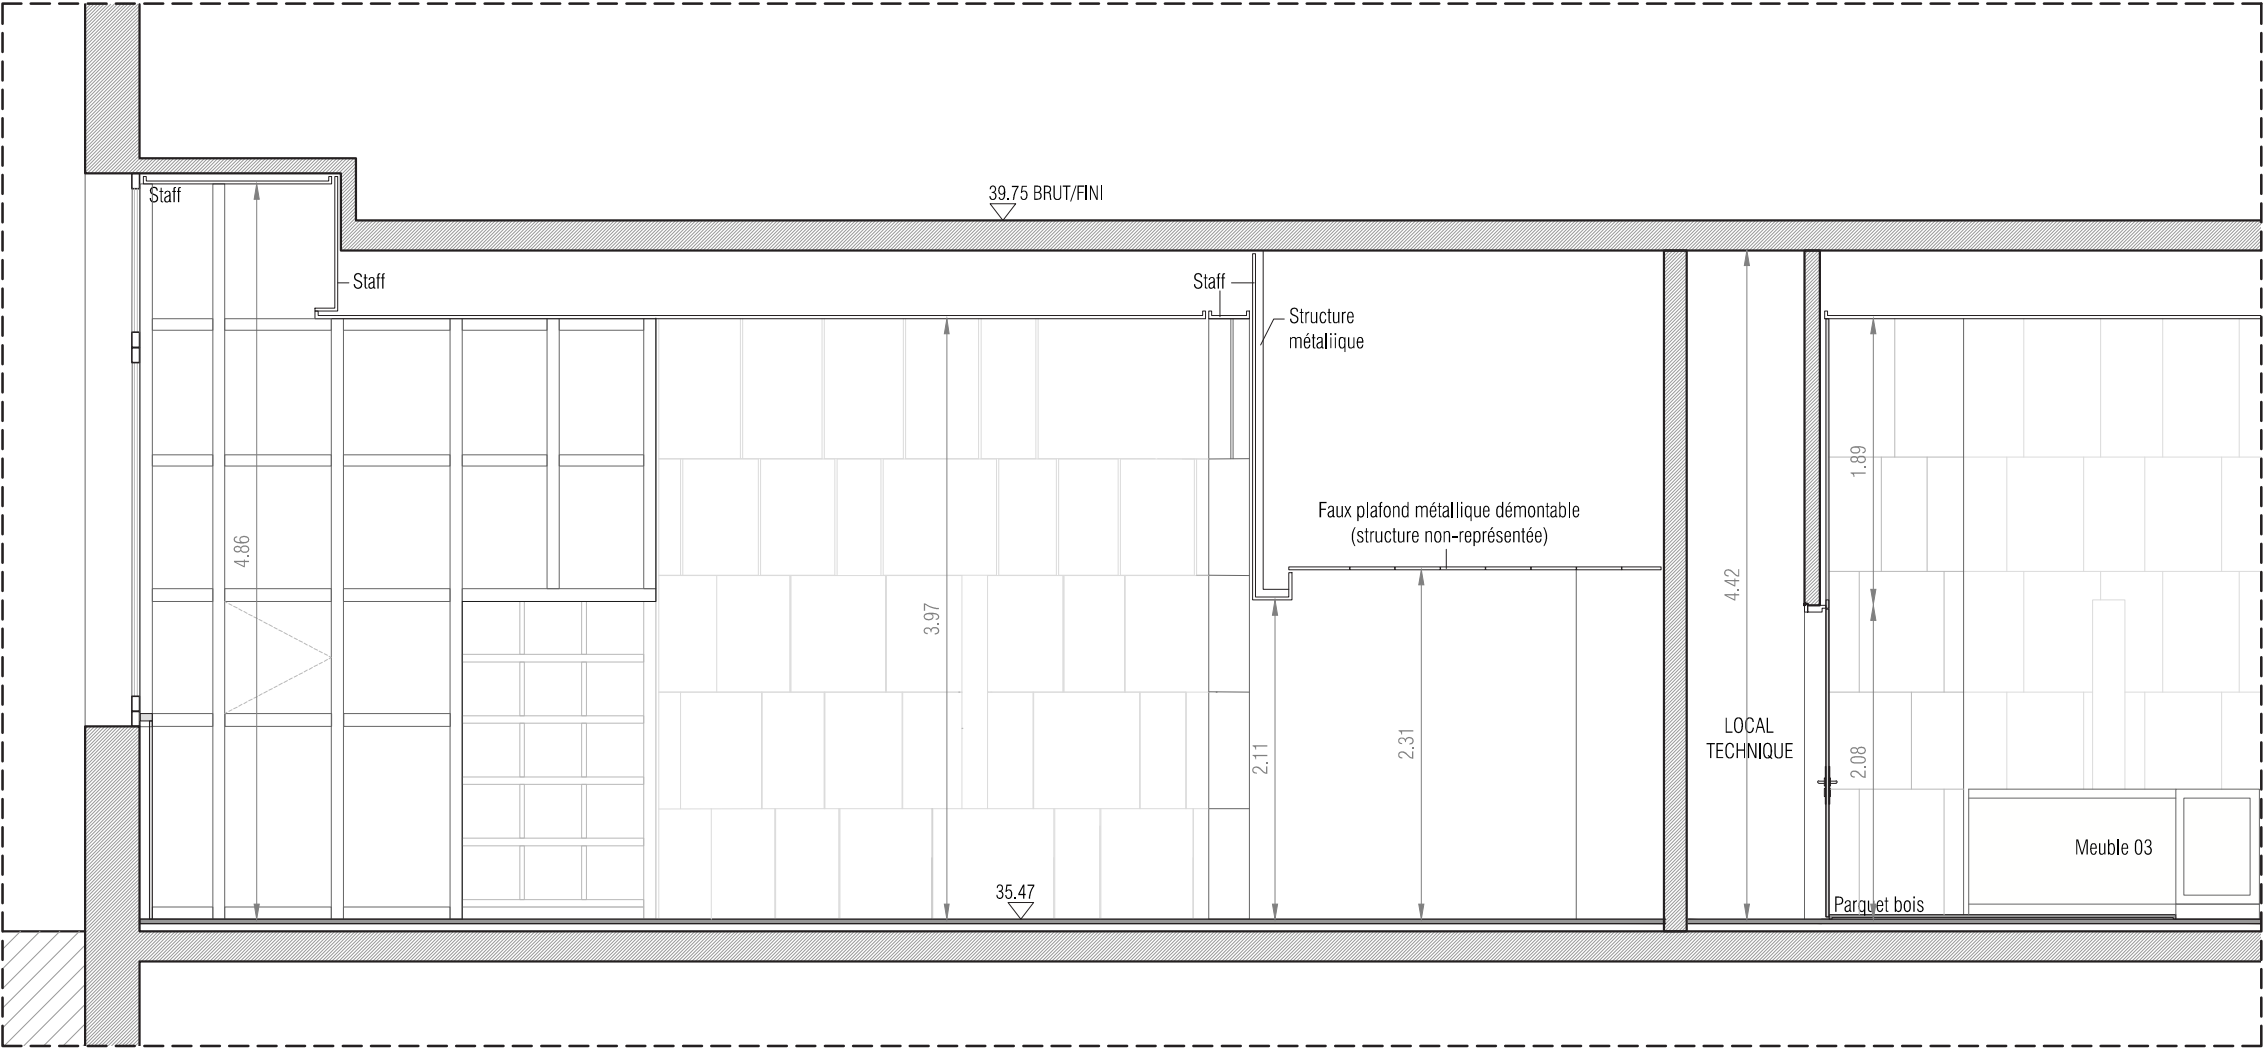 39.75 BRUT/FINI
Staff
Staff
Staff
Structure
métaliique
1.89
Faux plafond métallique démontable
(structure non-représentée)
4.86
4.42
3.97
2.11
2.31
LOCAL
TECHNIQUE
2.08
Meuble 03
35.47
Parquet bois